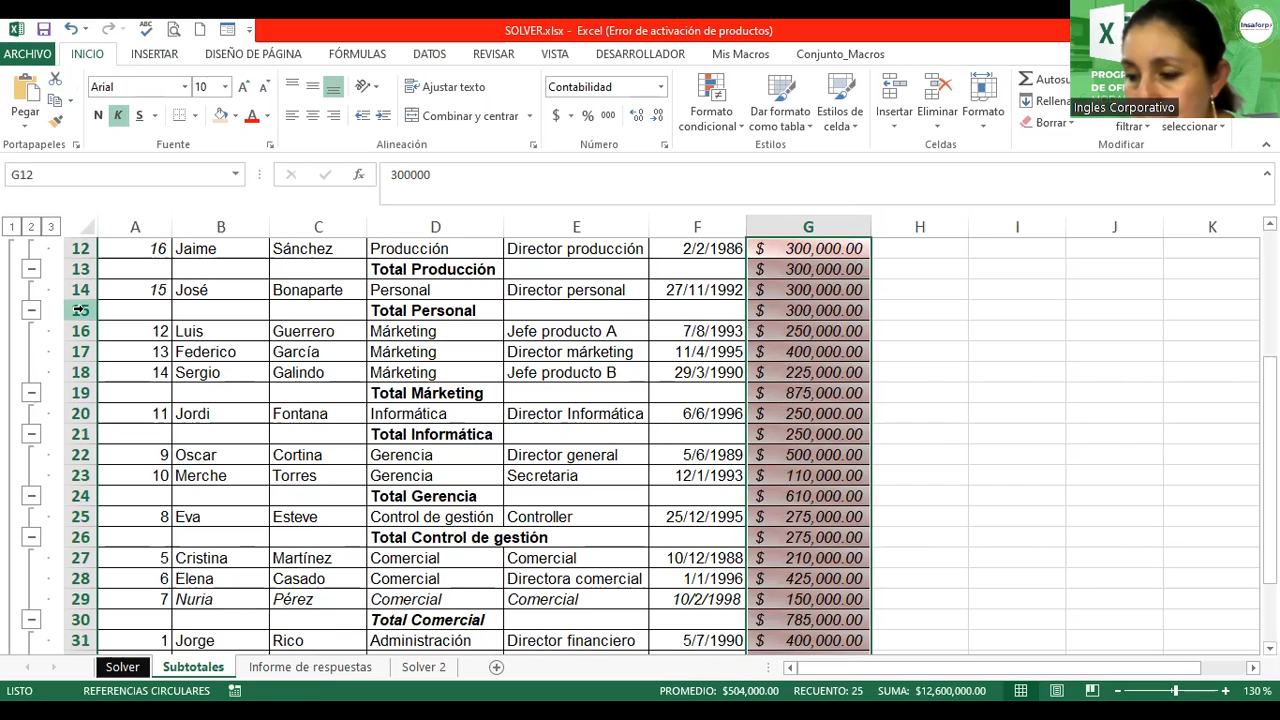 SOLVER.xlsx - Excel (Error de activación de productos)
ARCHIVO INICIO INSERTAR DISEÑO DE PÁGINA FÓRMULAS DATOS REVISAR VISTA DESARROLLADOR Mis Macros Conjunto_Macros
Pegar
Arial 10
N K S
Ajustar texto
Combinar y centrar
Contabilidad
$ % 000
Formato condicional
Dar formato como tabla
Estilos de celda
Insertar
Eliminar
Formato
Autosu
Rellena
Borrar
filtrar
seleccionar
Ingles Corporativo
Insaforp
Portapapeles Fuente Alineación Número Estilos Celdas Modificar
G12 300000
1 2 3 A B C D E F G H I J K
12 16 Jaime Sánchez Producción Director producción 2/2/1986 $ 300,000.00
13 Total Producción $ 300,000.00
14 15 José Bonaparte Personal Director personal 27/11/1992 $ 300,000.00
15 Total Personal $ 300,000.00
16 12 Luis Guerrero Márketing Jefe producto A 7/8/1993 $ 250,000.00
17 13 Federico García Márketing Director márketing 11/4/1995 $ 400,000.00
18 14 Sergio Galindo Márketing Jefe producto B 29/3/1990 $ 225,000.00
19 Total Márketing $ 875,000.00
20 11 Jordi Fontana Informática Director Informática 6/6/1996 $ 250,000.00
21 Total Informática $ 250,000.00
22 9 Oscar Cortina Gerencia Director general 5/6/1989 $ 500,000.00
23 10 Merche Torres Gerencia Secretaria 12/1/1993 $ 110,000.00
24 Total Gerencia $ 610,000.00
25 8 Eva Esteve Control de gestión Controller 25/12/1995 $ 275,000.00
26 Total Control de gestión $ 275,000.00
27 5 Cristina Martínez Comercial Comercial 10/12/1988 $ 210,000.00
28 6 Elena Casado Comercial Directora comercial 1/1/1996 $ 425,000.00
29 7 Nuria Pérez Comercial Comercial 10/2/1998 $ 150,000.00
30 Total Comercial $ 785,000.00
31 1 Jorge Rico Administración Director financiero 5/7/1990 $ 400,000.00
Solver Subtotales Informe de respuestas Solver 2
LISTO REFERENCIAS CIRCULARES PROMEDIO: $504,000.00 RECUENTO: 25 SUMA: $12,600,000.00 130 %